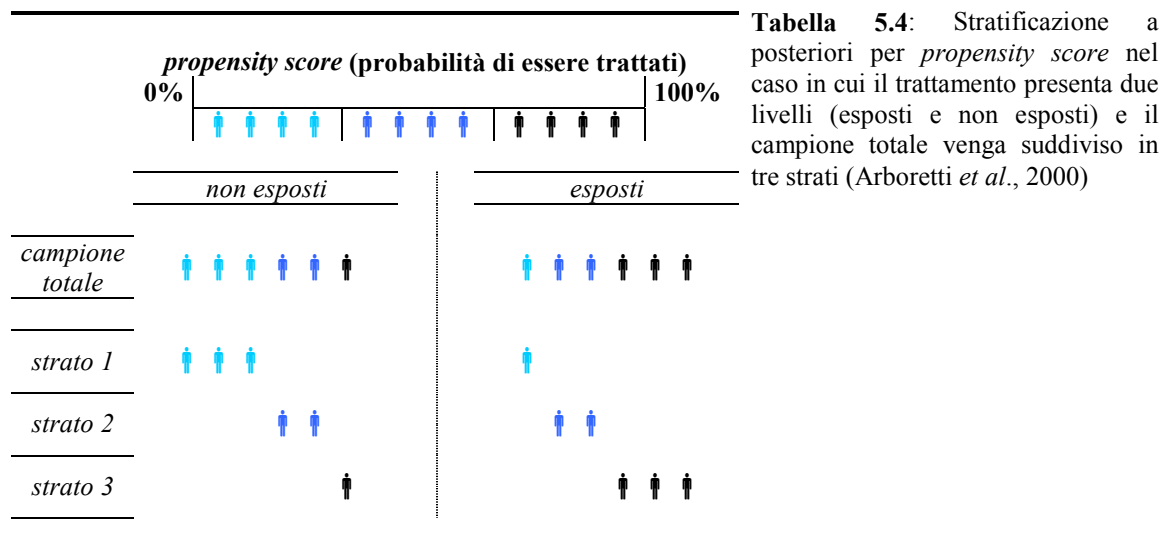 propensity score (probabilità di essere trattati)
0% 100%
non esposti esposti
campione
totale
strato 1
strato 2
strato 3
Tabella 5.4: Stratificazione a
posteriori per propensity score nel
caso in cui il trattamento presenta due
livelli (esposti e non esposti) e il
campione totale venga suddiviso in
tre strati (Arboretti et al., 2000)